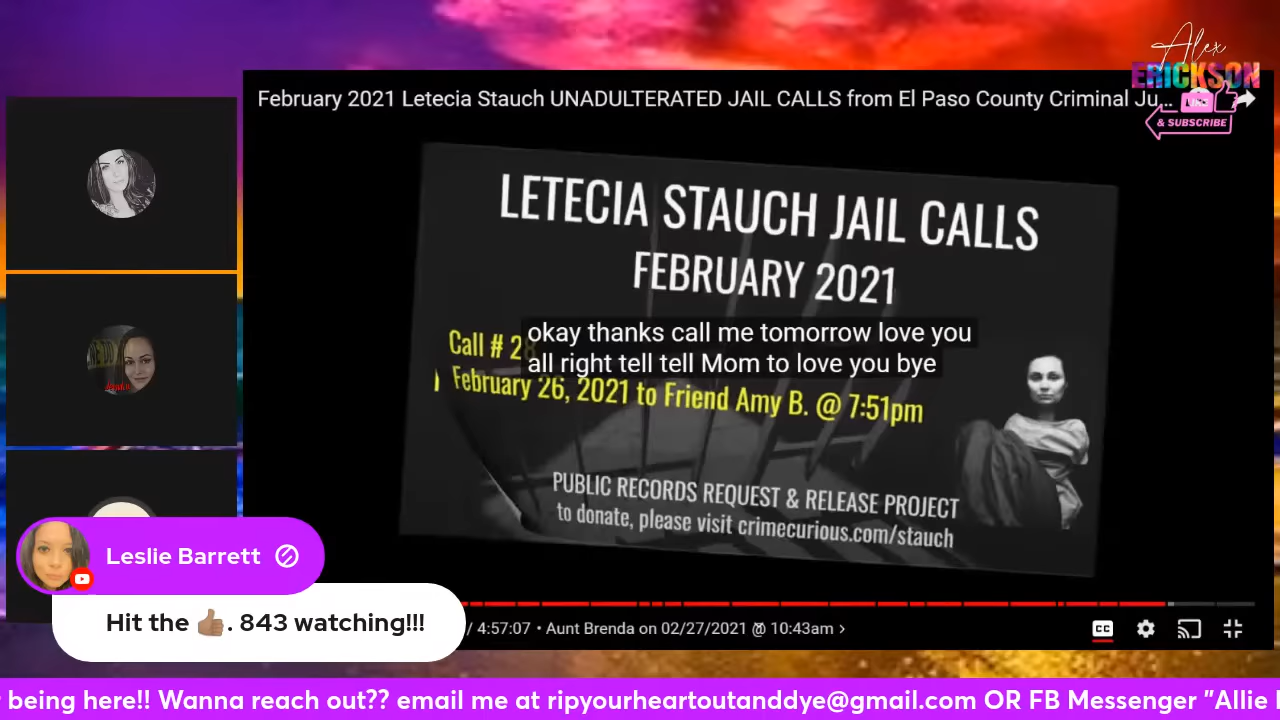 Alex
ERICKSON
& SUBSCRIBE
February 2021 Letecia Stauch UNADULTERATED JAIL CALLS from El Paso County Criminal Ju...
LETECIA STAUCH JAIL CALLS
FEBRUARY 2021
Call # 28
okay thanks call me tomorrow love you
all right tell tell Mom to love you bye
February 26, 2021 to Friend Amy B. @ 7:51pm
PUBLIC RECORDS REQUEST & RELEASE PROJECT
to donate, please visit crimecurious.com/stauch
Leslie Barrett
Hit the 👍🏽. 843 watching!!!
/ 4:57:07 • Aunt Brenda on 02/27/2021 @ 10:43am ›
CC
being here!! Wanna reach out?? email me at ripyourheartoutanddye@gmail.com OR FB Messenger "Allie